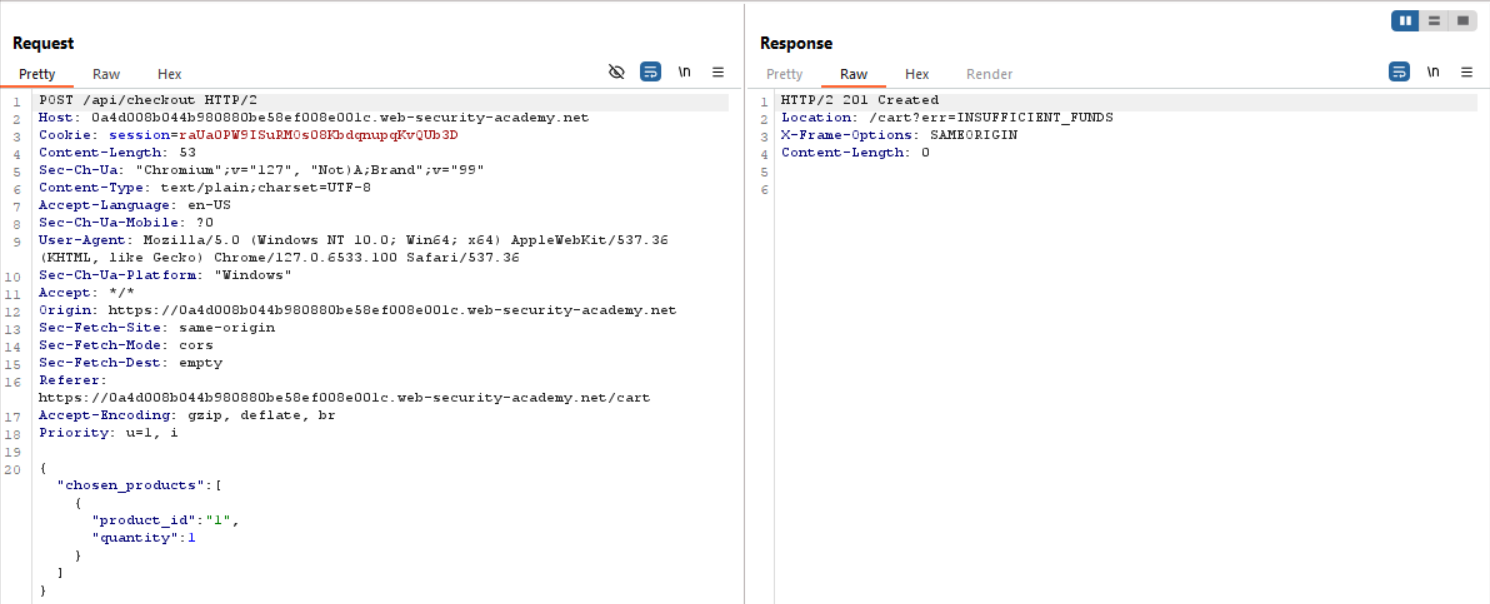 Request
Pretty Raw Hex \n
1 POST /api/checkout HTTP/2
2 Host: 0a4d008b044b980880be58ef008e001c.web-security-academy.net
3 Cookie: session=raUa0PW9ISuRM0s08KbdqnupqKvQUb3D
4 Content-Length: 53
5 Sec-Ch-Ua: "Chromium";v="127", "Not)A;Brand";v="99"
6 Content-Type: text/plain;charset=UTF-8
7 Accept-Language: en-US
8 Sec-Ch-Ua-Mobile: ?0
9 User-Agent: Mozilla/5.0 (Windows NT 10.0; Win64; x64) AppleWebKit/537.36
(KHTML, like Gecko) Chrome/127.0.6533.100 Safari/537.36
10 Sec-Ch-Ua-Platform: "Windows"
11 Accept: */*
12 Origin: https://0a4d008b044b980880be58ef008e001c.web-security-academy.net
13 Sec-Fetch-Site: same-origin
14 Sec-Fetch-Mode: cors
15 Sec-Fetch-Dest: empty
16 Referer:
https://0a4d008b044b980880be58ef008e001c.web-security-academy.net/cart
17 Accept-Encoding: gzip, deflate, br
18 Priority: u=1, i
19
20 {
"chosen_products":[
{
"product_id":"1",
"quantity":1
}
]
}
Response
Pretty Raw Hex Render \n
1 HTTP/2 201 Created
2 Location: /cart?err=INSUFFICIENT_FUNDS
3 X-Frame-Options: SAMEORIGIN
4 Content-Length: 0
5
6